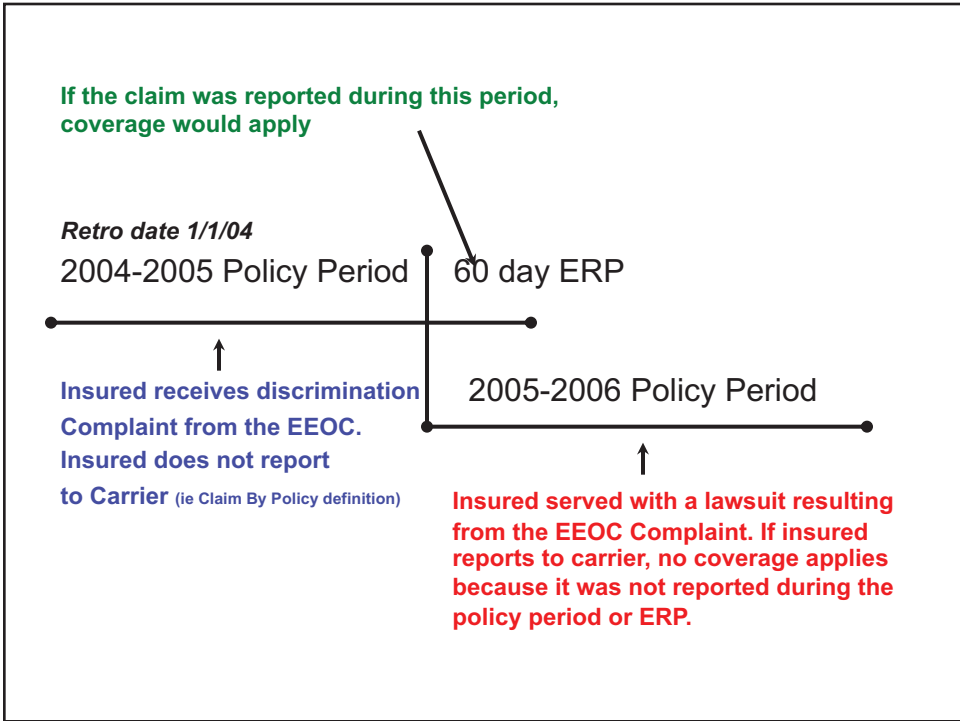 If the claim was reported during this period,
coverage would apply
Retro date 1/1/04
2004-2005 Policy Period
60 day ERP
Insured receives discrimination
Complaint from the EEOC.
Insured does not report
to Carrier (ie Claim By Policy definition)
2005-2006 Policy Period
Insured served with a lawsuit resulting
from the EEOC Complaint. If insured
reports to carrier, no coverage applies
because it was not reported during the
policy period or ERP.